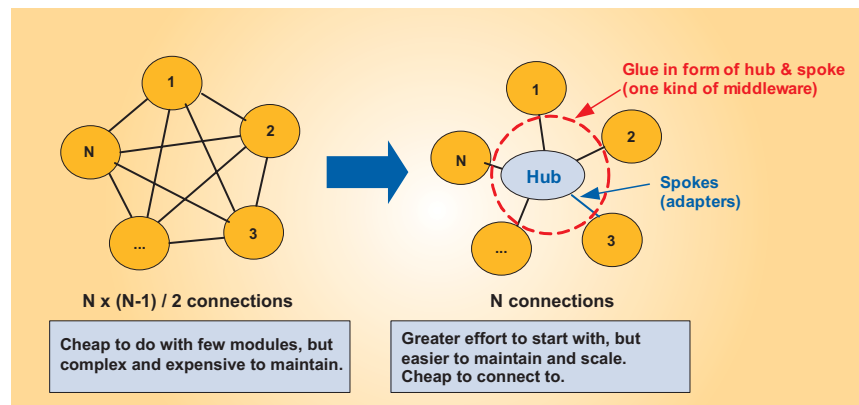 1
2
3
...
N
N x (N-1) / 2 connections
Cheap to do with few modules, but
complex and expensive to maintain.
Glue in form of hub & spoke
(one kind of middleware)
1
2
3
...
N
Hub
Spokes
(adapters)
N connections
Greater effort to start with, but
easier to maintain and scale.
Cheap to connect to.